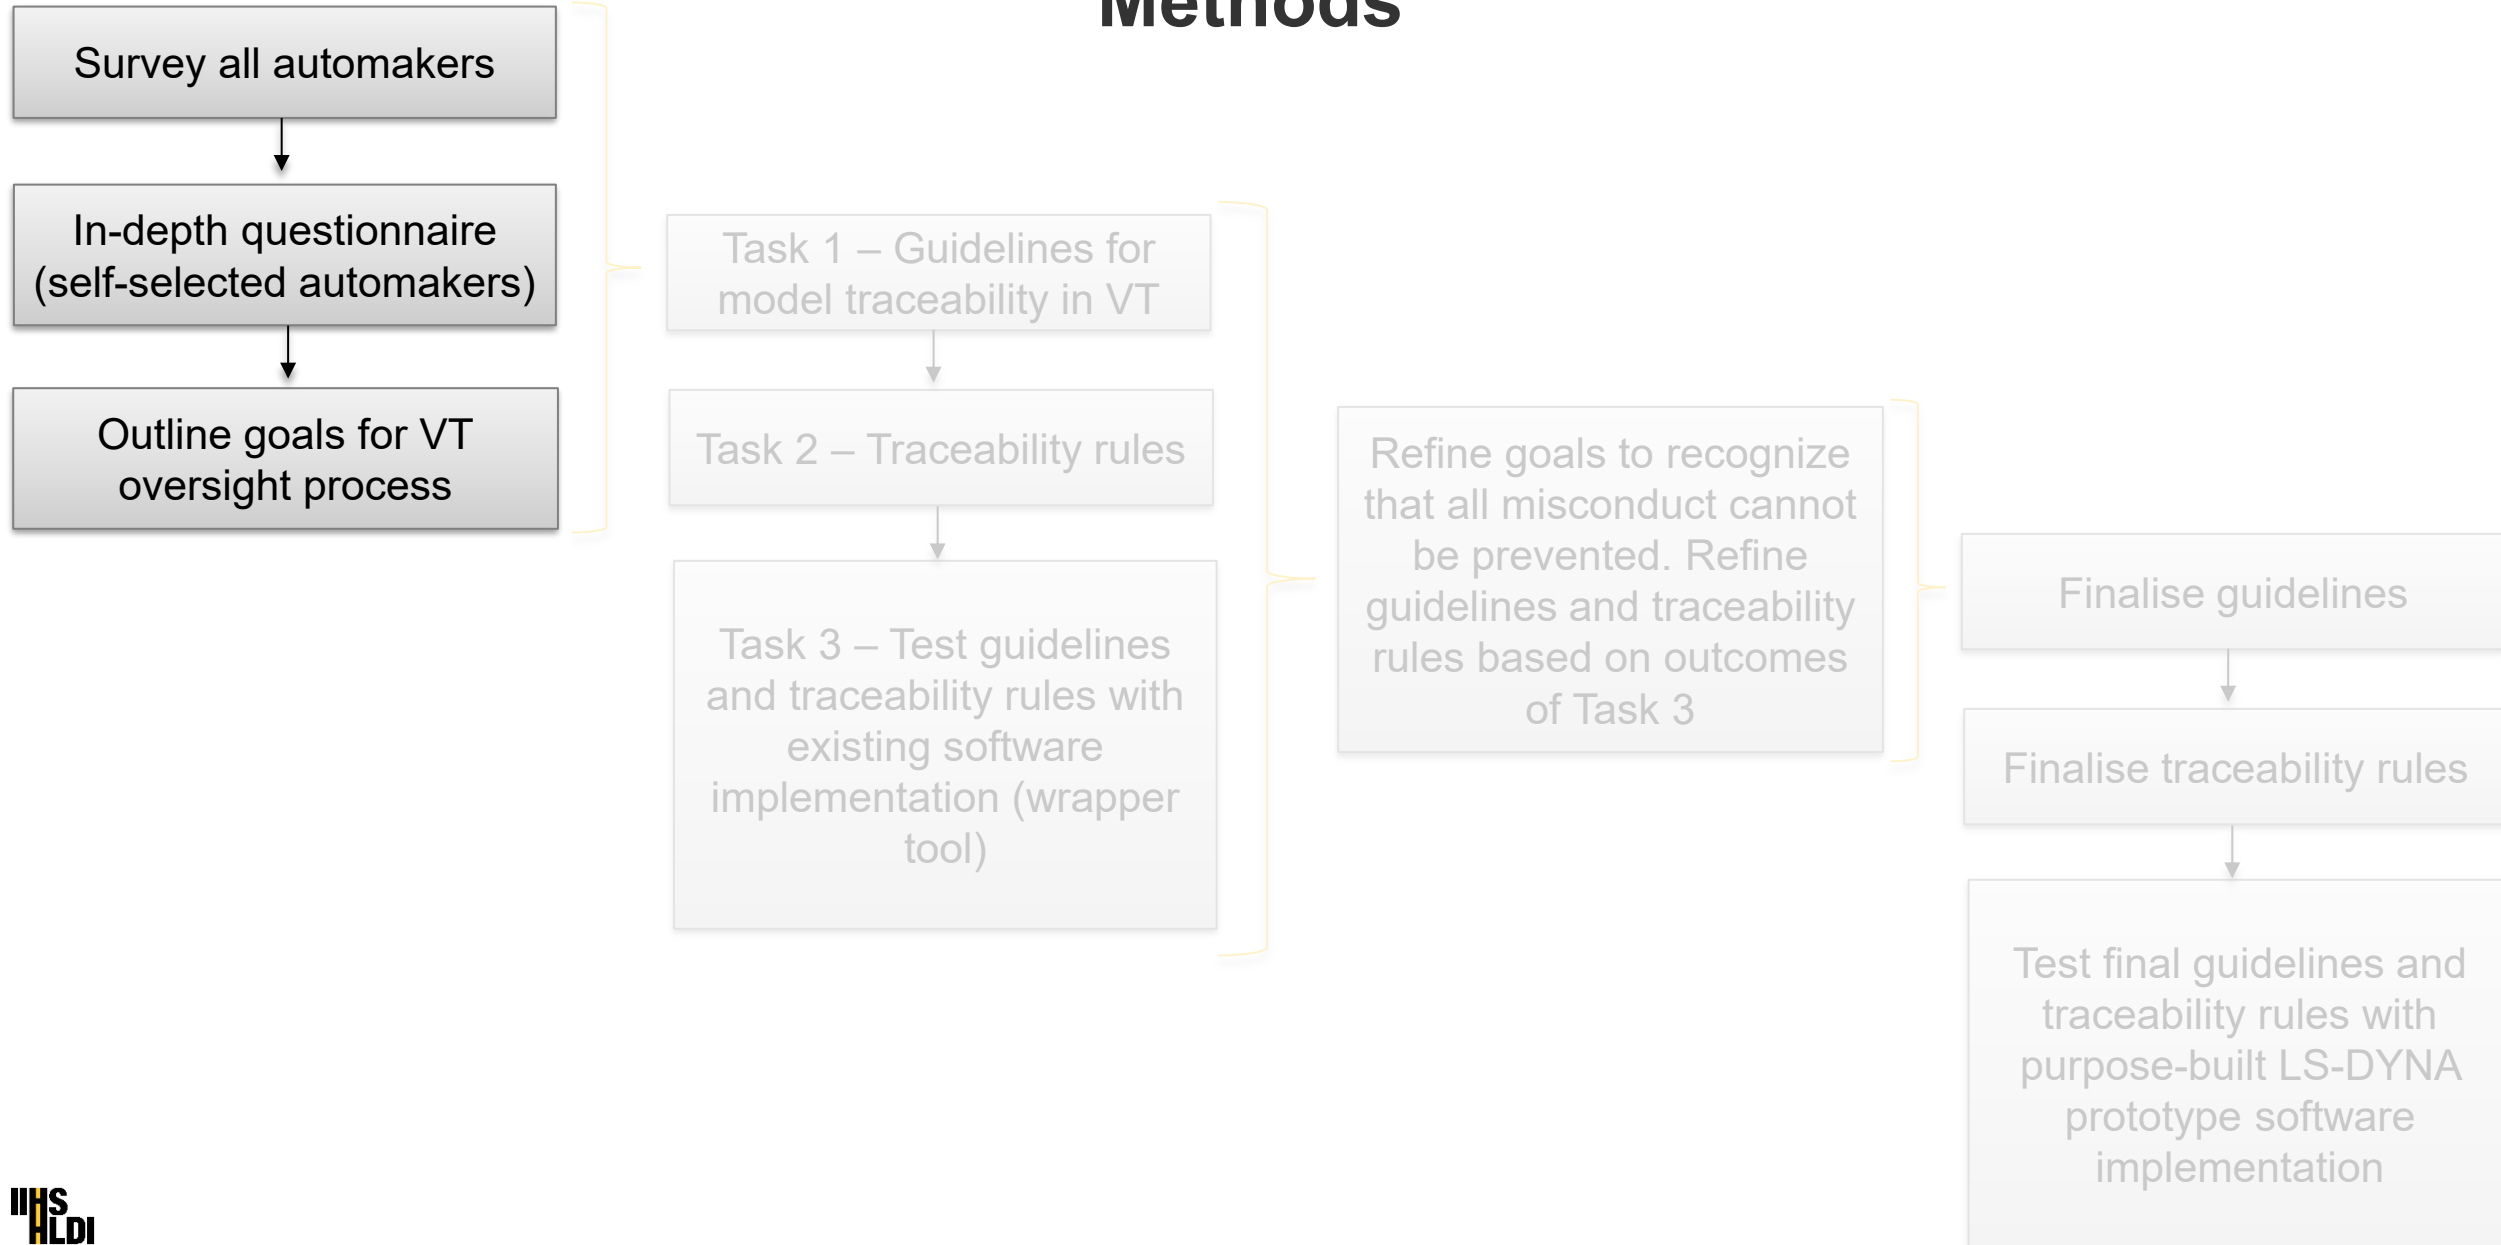 Methods
Survey all automakers
In-depth questionnaire
(self-selected automakers)
Outline goals for VT
oversight process
Task 1 – Guidelines for
model traceability in VT
Task 2 – Traceability rules
Task 3 – Test guidelines
and traceability rules with
existing software
implementation (wrapper
tool)
Refine goals to recognize
that all misconduct cannot
be prevented. Refine
guidelines and traceability
rules based on outcomes
of Task 3
Finalise guidelines
Finalise traceability rules
Test final guidelines and
traceability rules with
purpose-built LS-DYNA
prototype software
implementation
IIHS
HLDI